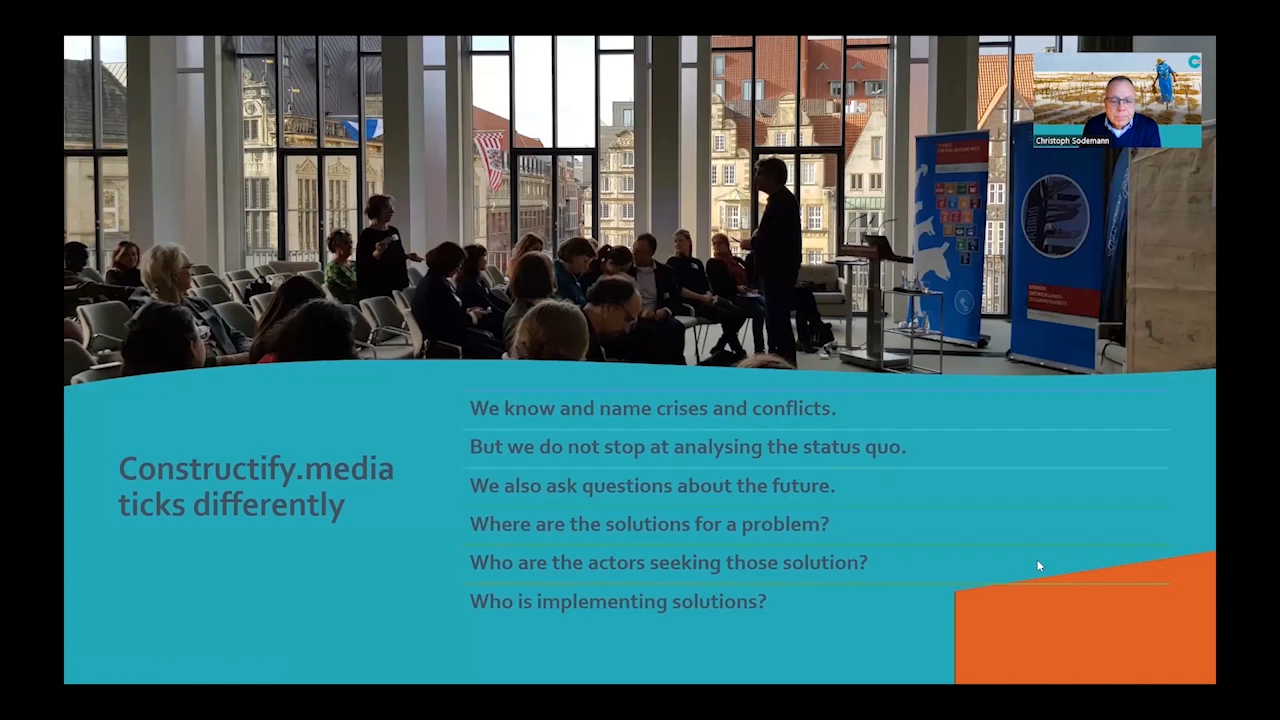 Christoph Sodemann
Constructify.media
ticks differently
We know and name crises and conflicts.
But we do not stop at analysing the status quo.
We also ask questions about the future.
Where are the solutions for a problem?
Who are the actors seeking those solution?
Who is implementing solutions?